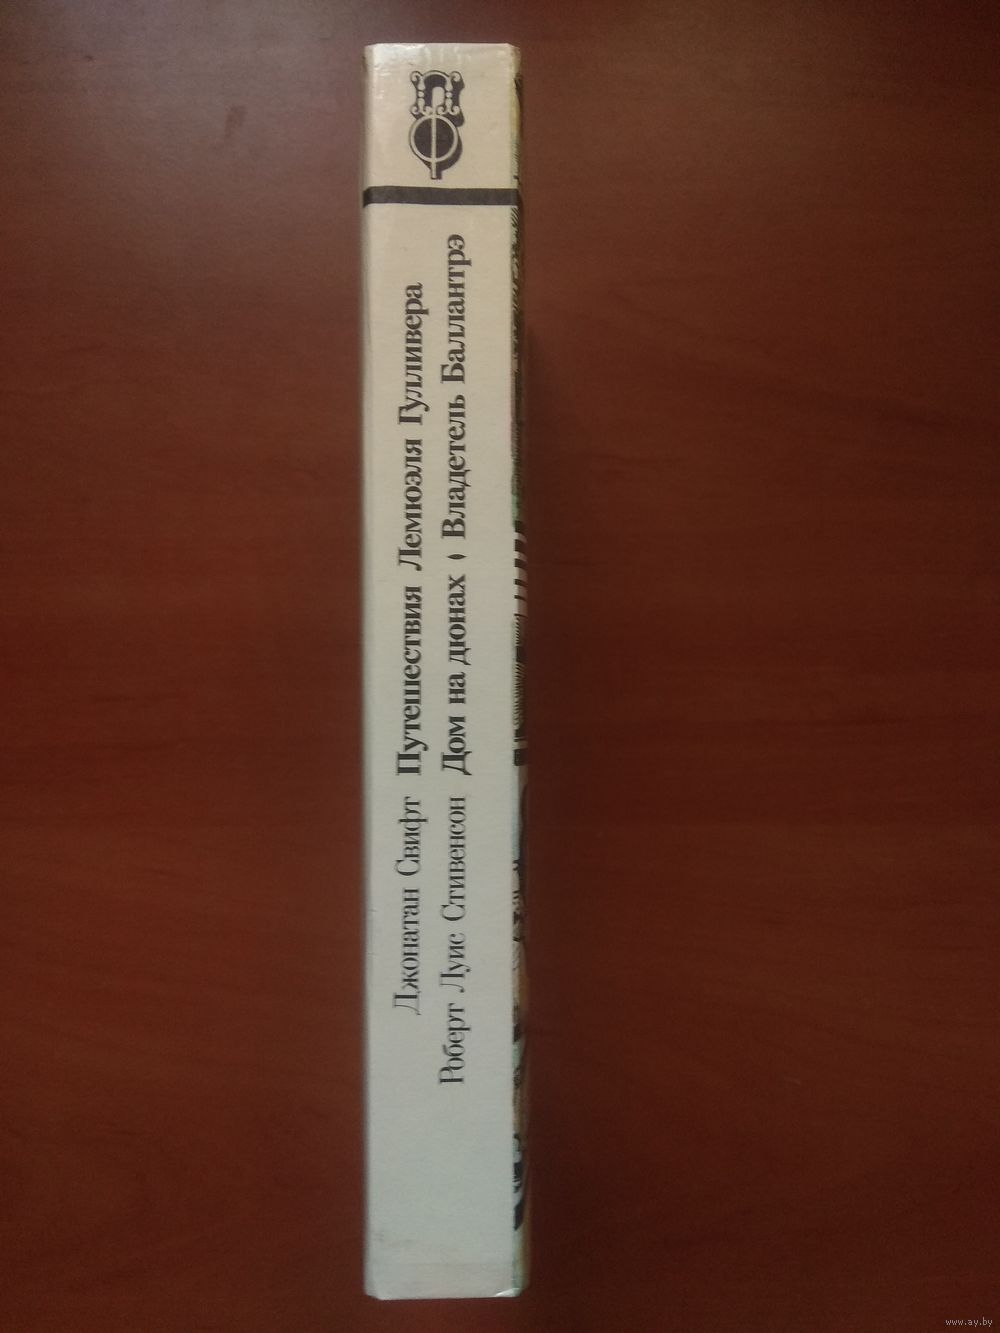 Джонатан Свифт Путешествия Лемюэля Гулливера
Роберт Луис Стивенсон Дом на дюнах Владетель Баллантрэ
www.ay.by